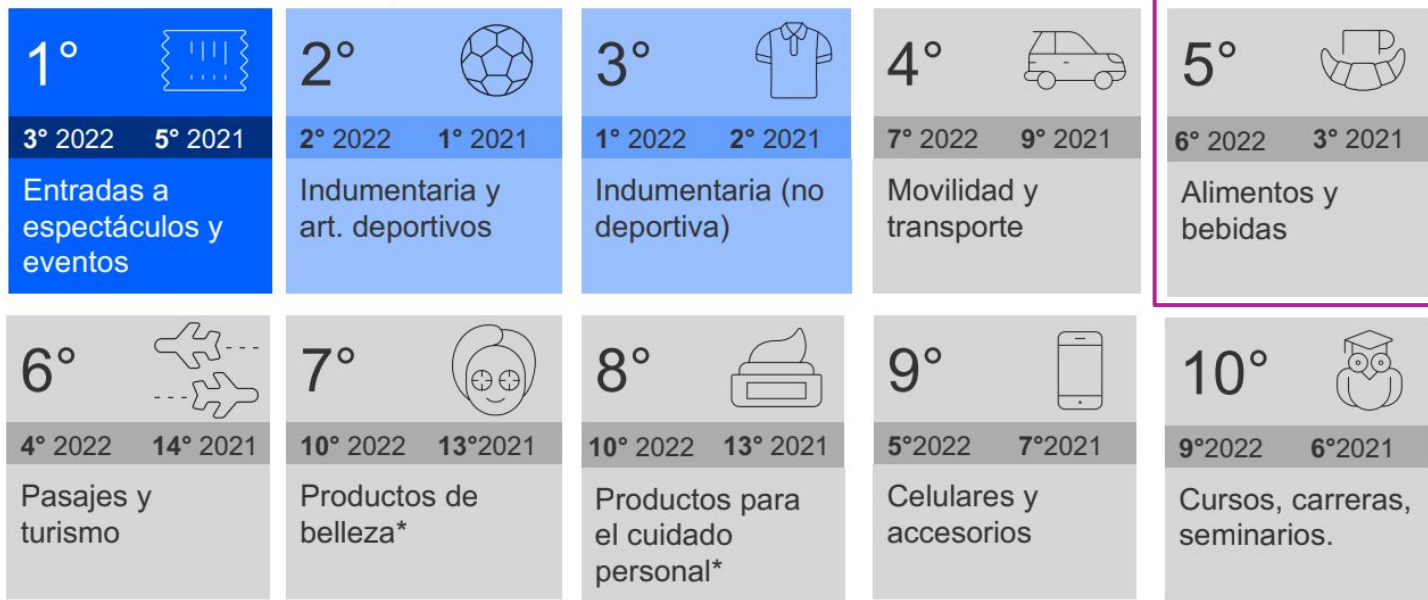 1°
3° 2022 5° 2021
Entradas a
espectáculos y
eventos
2°
2° 2022 1° 2021
Indumentaria y
art. deportivos
3°
1° 2022 2° 2021
Indumentaria (no
deportiva)
4°
7° 2022 9° 2021
Movilidad y
transporte
5°
6° 2022 3° 2021
Alimentos y
bebidas
6°
4° 2022 14° 2021
Pasajes y
turismo
7°
10° 2022 13°2021
Productos de
belleza*
8°
10° 2022 13° 2021
Productos para
el cuidado
personal*
9°
5°2022 7°2021
Celulares y
accesorios
10°
9°2022 6°2021
Cursos, carreras,
seminarios.